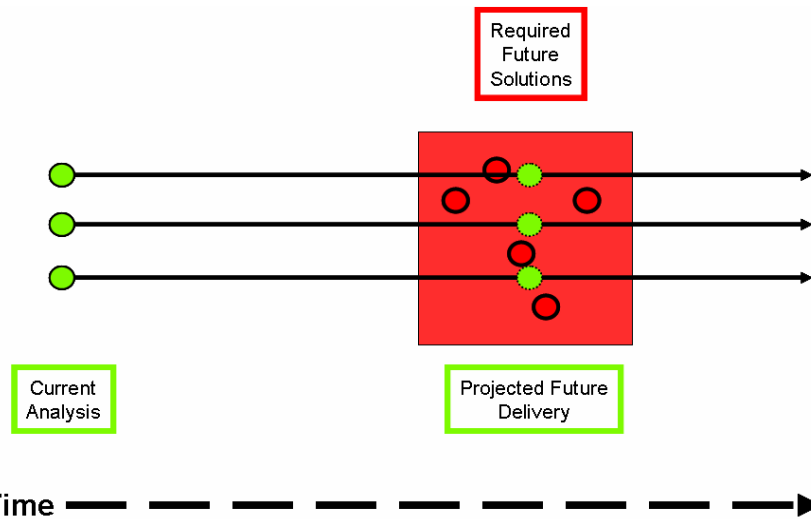 Required
Future
Solutions
Current
Analysis
Projected Future
Delivery
Time